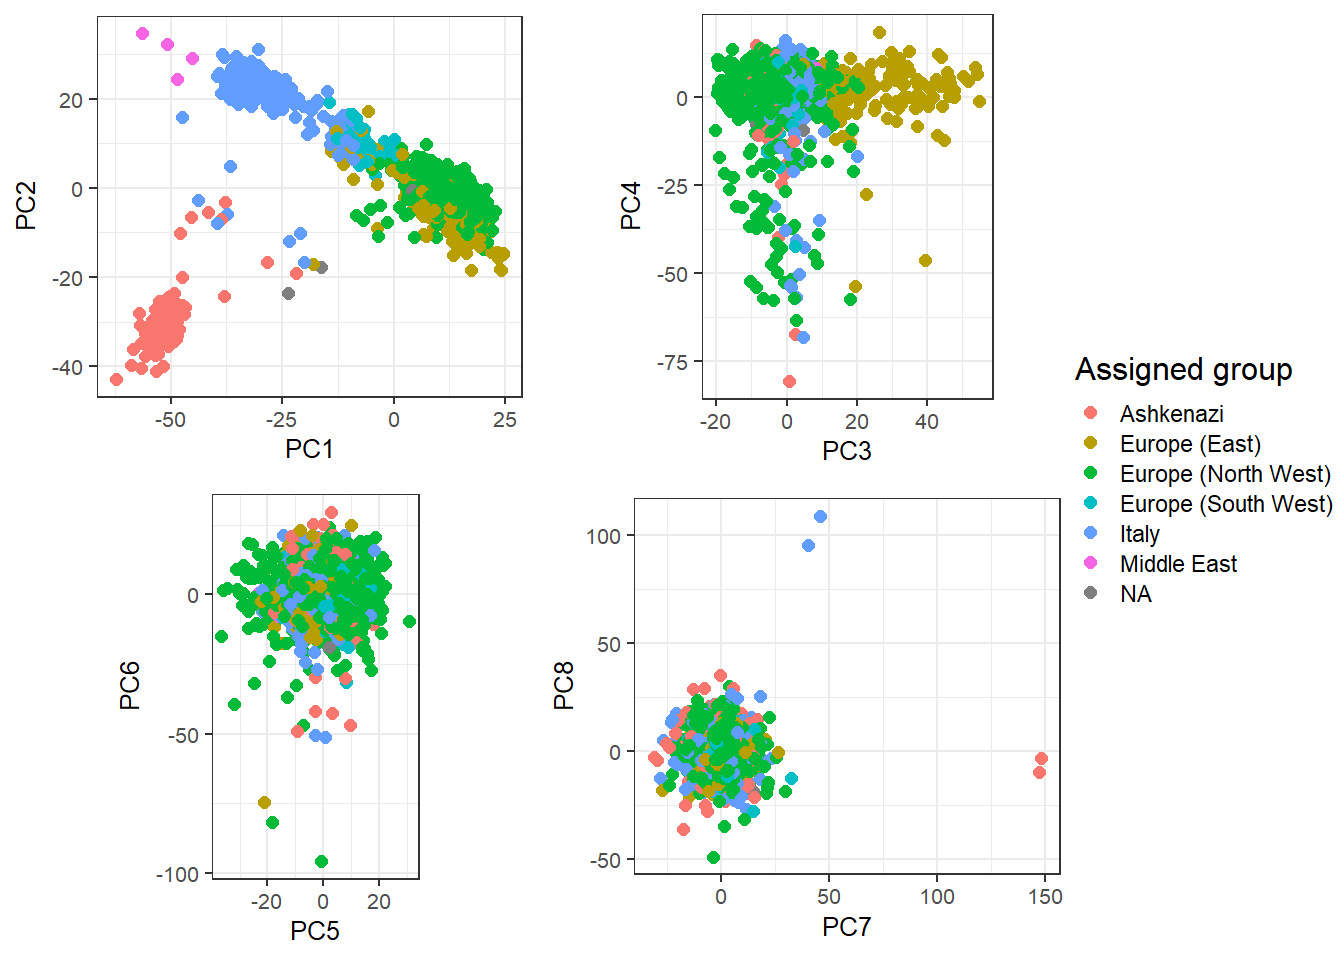 20
0
-20
-40
PC2
-50
-25
0
25
PC1
0
-25
-50
-75
PC4
-20
0
20
40
PC3
0
-50
-100
PC6
-20
0
20
PC5
100
50
0
-50
PC8
0
50
100
150
PC7
Assigned group
Ashkenazi
Europe (East)
Europe (North West)
Europe (South West)
Italy
Middle East
NA